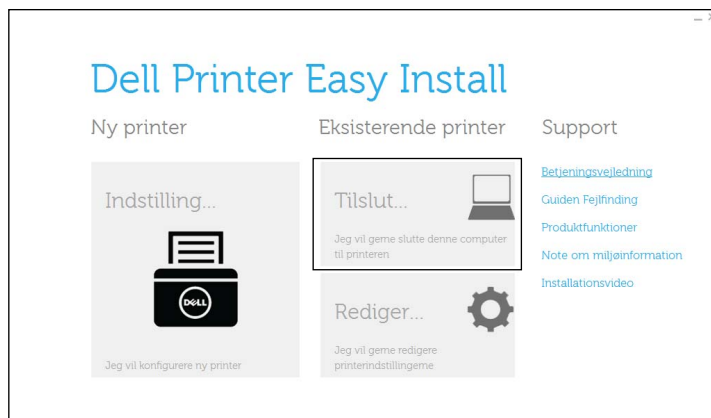 Dell Printer Easy Install
Ny printer
Indstilling...
DELL
Jeg vil konfigurere ny printer
Eksisterende printer
Tilslut...
Jeg vil gerne slutte denne computer
til printeren
Rediger...
Jeg vil gerne redigere
printerindstillingerne
Support
Betjeningsvejledning
Guiden Fejlfinding
Produktfunktioner
Note om miljøinformation
Installationsvideo